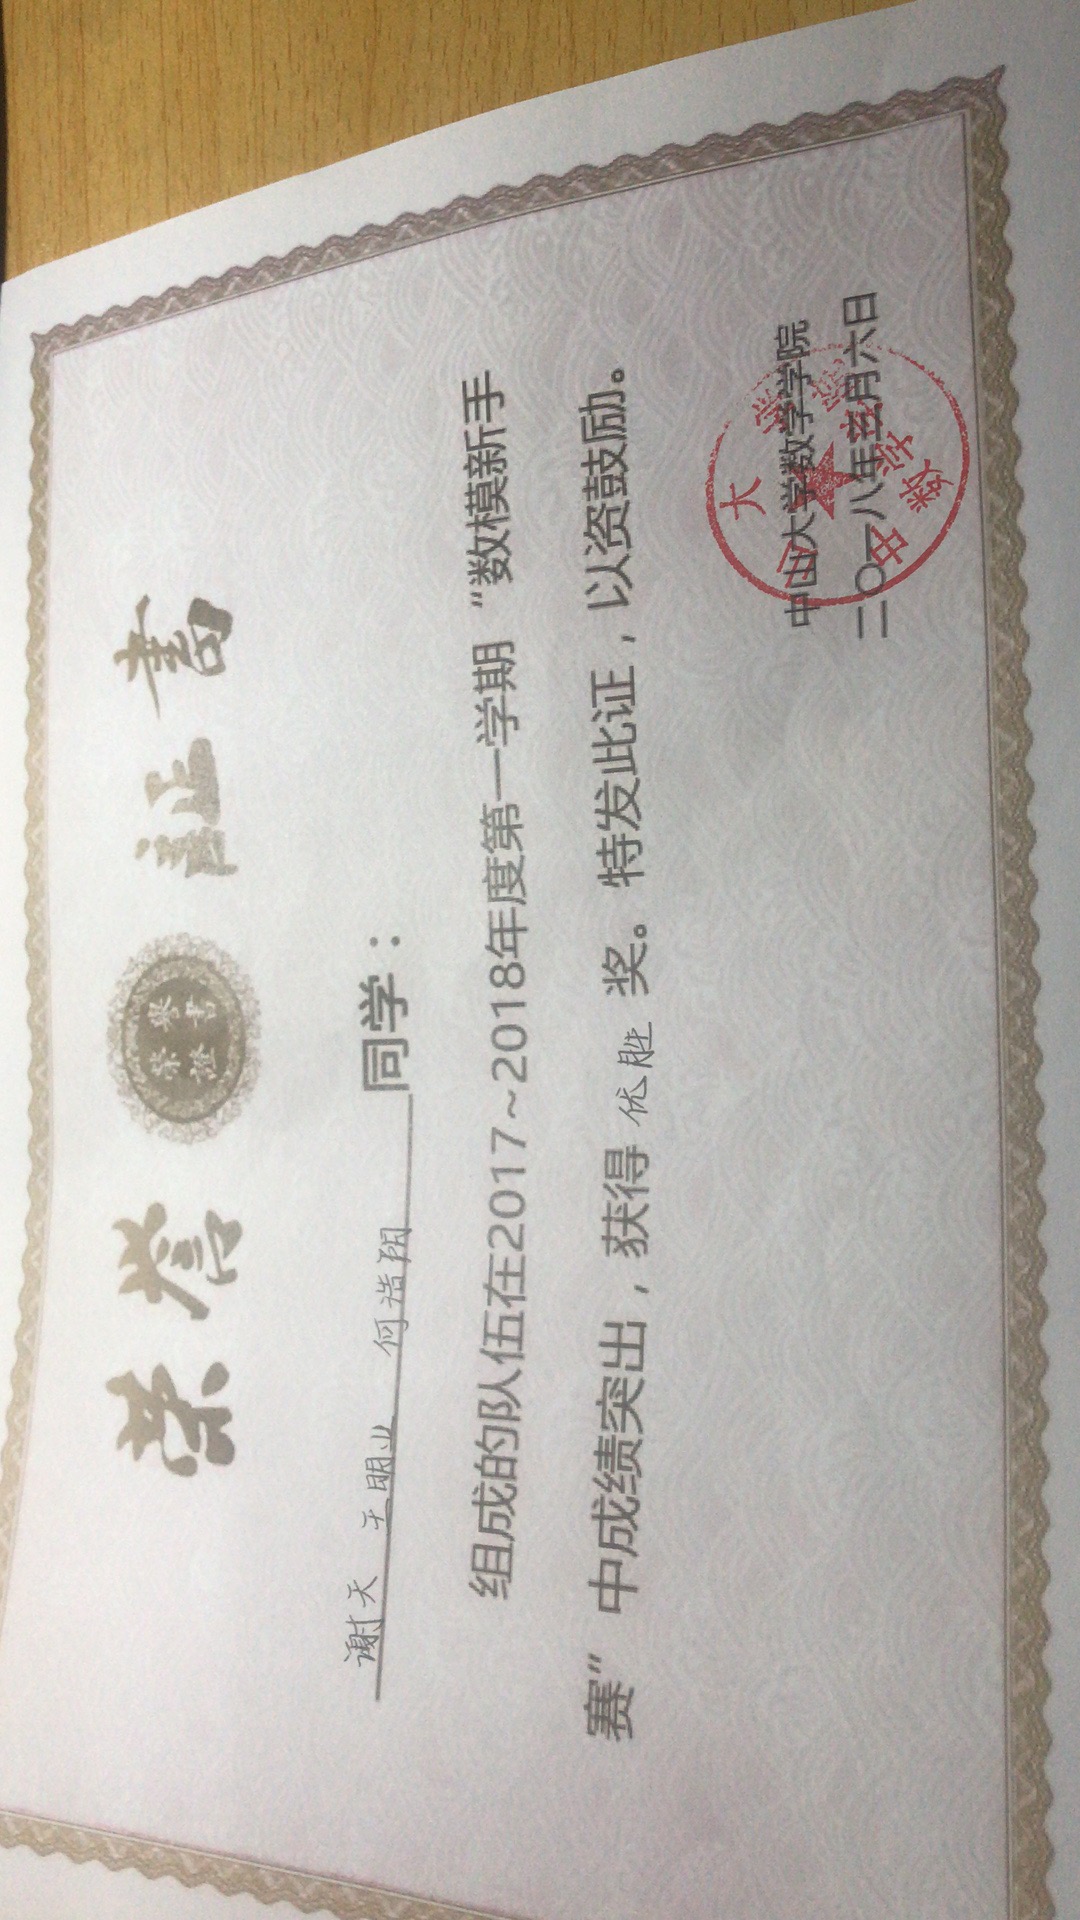 荣誉証書
榮譽
證書
谢天 王明业 何浩阳 同学：
组成的队伍在2017~2018年度第一学期“数模新手
赛”中成绩突出，获得 优胜 奖。特发此证，以资鼓励。
中山大学数学学院
二〇一八年三月六日
中山大学
数学学院